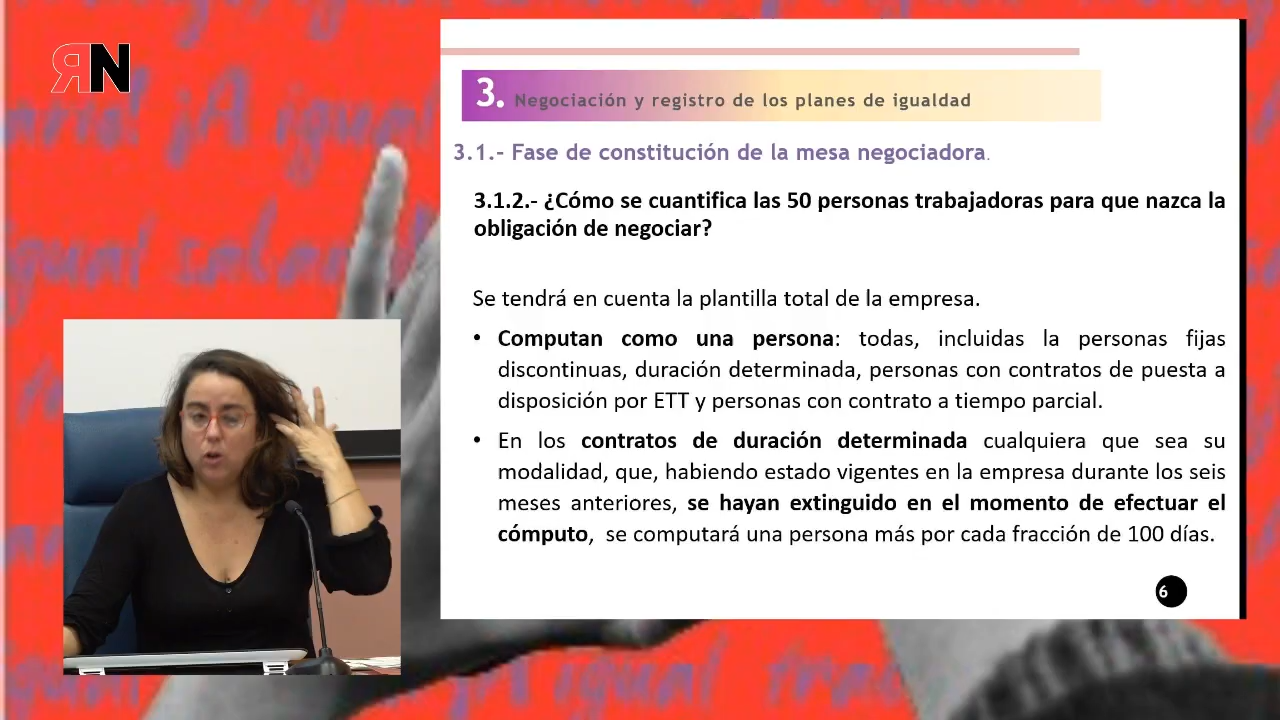 ЯN
3. Negociación y registro de los planes de igualdad
3.1.- Fase de constitución de la mesa negociadora.
3.1.2.- ¿Cómo se cuantifica las 50 personas trabajadoras para que nazca la
obligación de negociar?
Se tendrá en cuenta la plantilla total de la empresa.
• Computan como una persona: todas, incluidas la personas fijas
discontinuas, duración determinada, personas con contratos de puesta a
disposición por ETT y personas con contrato a tiempo parcial.
• En los contratos de duración determinada cualquiera que sea su
modalidad, que, habiendo estado vigentes en la empresa durante los seis
meses anteriores, se hayan extinguido en el momento de efectuar el
cómputo, se computará una persona más por cada fracción de 100 días.
6
¡A igual
igual
¡A igual